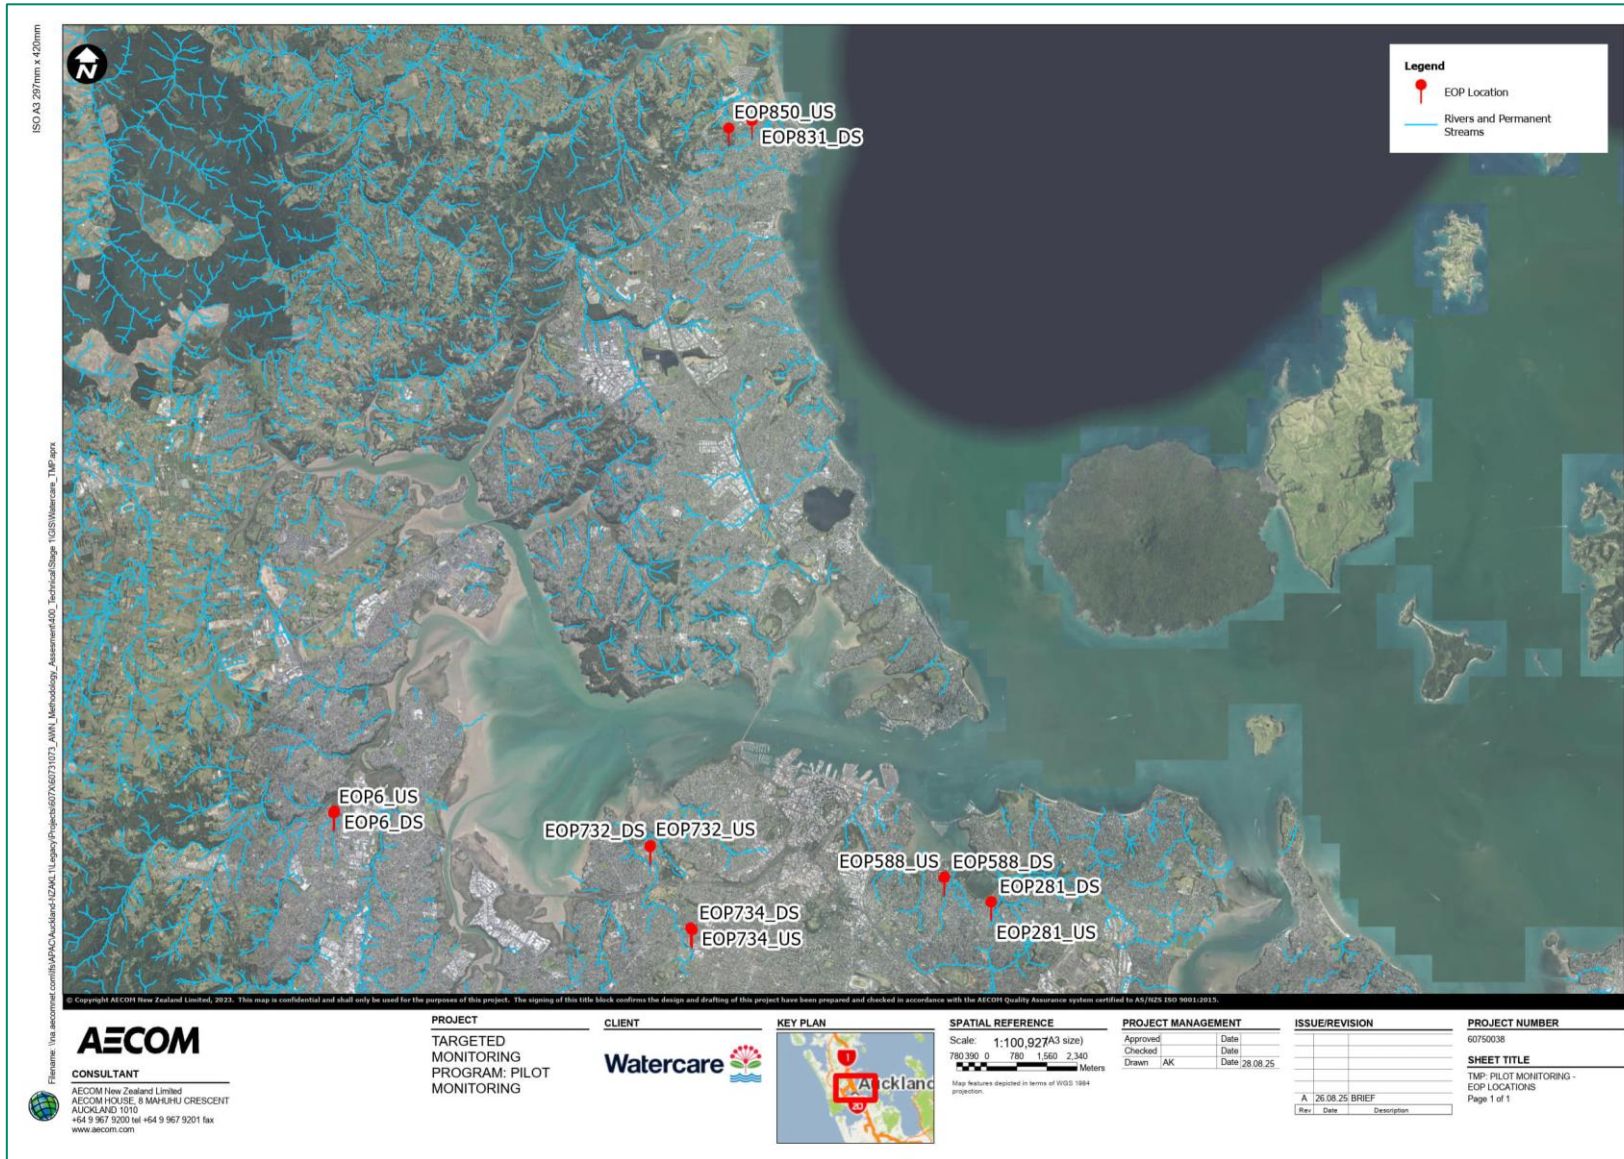 ISO A3 297mm x 420mm
N
EOP850_US
EOP831_DS
Legend
EOP Location
Rivers and Permanent
Streams
EOP6_US
EOP6_DS
EOP732_DS
EOP732_US
EOP734_DS
EOP734_US
EOP588_US
EOP588_DS
EOP281_DS
EOP281_US
© Copyright AECOM New Zealand Limited, 2023. This map is confidential and shall only be used for the purposes of this project. The signing of this title block confirms the design and drafting of this project have been prepared and checked in accordance with the AECOM Quality Assurance system certified to AS/NZS ISO 9001:2015.
AECOM
CONSULTANT
AECOM New Zealand Limited
AECOM HOUSE, 8 MAHUHU CRESCENT
AUCKLAND 1010
+64 9 967 9200 tel +64 9 967 9201 fax
www.aecom.com
PROJECT
TARGETED
MONITORING
PROGRAM: PILOT
MONITORING
CLIENT
Watercare
KEY PLAN
1
Auckland
20
SPATIAL REFERENCE
Scale: 1:100,927 (A3 size)
780 390 0 780 1,560 2,340
Meters
Map features depicted in terms of WGS 1984
projection.
PROJECT MANAGEMENT
Approved Date
Checked Date
Drawn AK Date 28.08.25
ISSUE/REVISION
A 26.08.25 BRIEF
Rev Date Description
PROJECT NUMBER
60750038
SHEET TITLE
TMP: PILOT MONITORING -
EOP LOCATIONS
Page 1 of 1